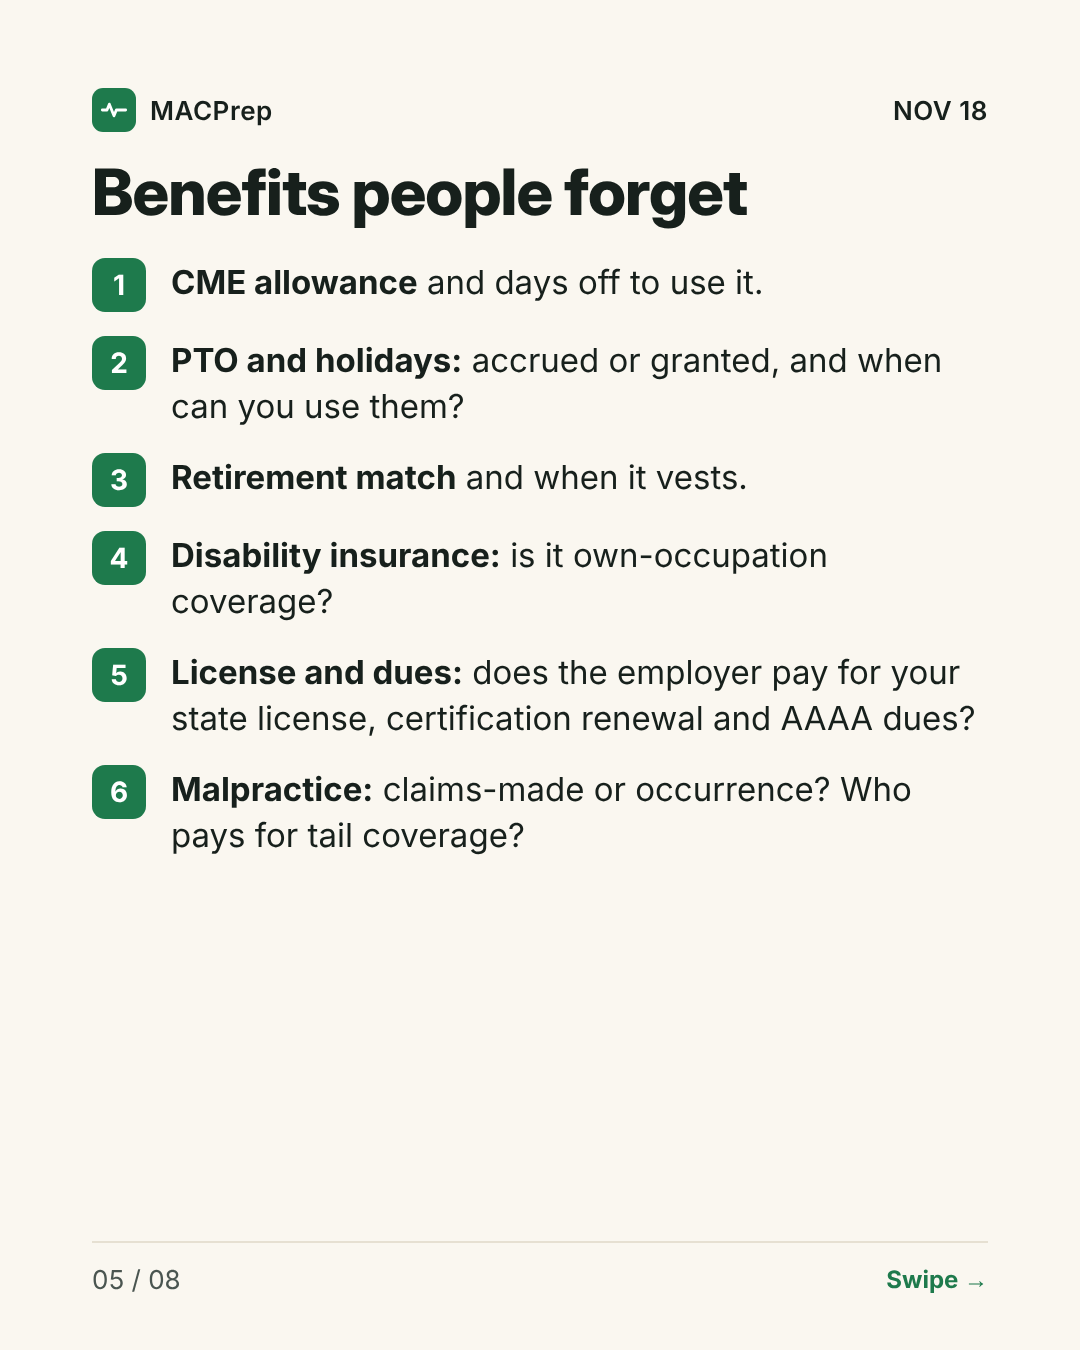 MACPrep
NOV 18
Benefits people forget
1 CME allowance and days off to use it.
2 PTO and holidays: accrued or granted, and when
can you use them?
3 Retirement match and when it vests.
4 Disability insurance: is it own-occupation
coverage?
5 License and dues: does the employer pay for your
state license, certification renewal and AAAA dues?
6 Malpractice: claims-made or occurrence? Who
pays for tail coverage?
05 / 08
Swipe →